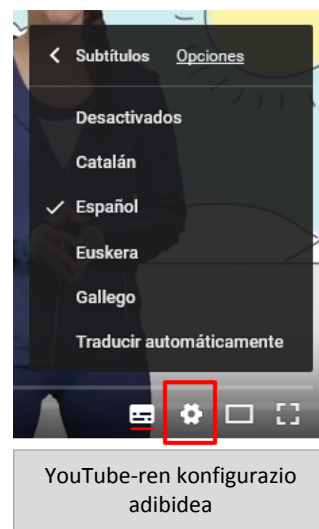 Subtítulos Opciones
Desactivados
Catalán
Español
Euskera
Gallego
Traducir automáticamente
YouTube-ren konfigurazio
adibidea